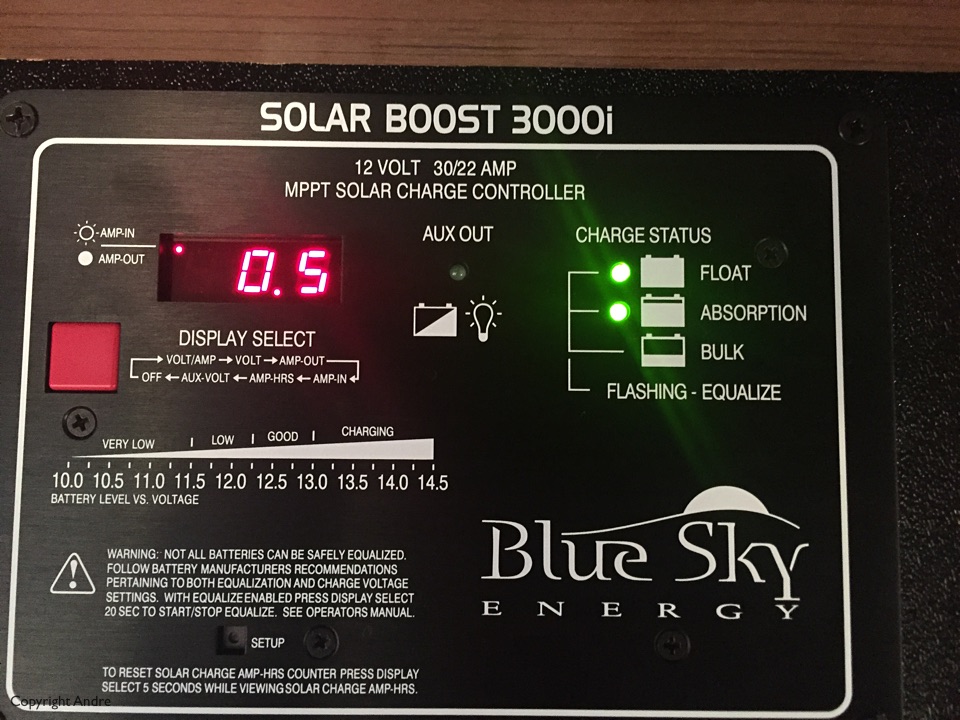 SOLAR BOOST 3000i
12 VOLT 30/22 AMP
MPPT SOLAR CHARGE CONTROLLER
AMP-IN
AMP-OUT
0.5
AUX OUT
CHARGE STATUS
FLOAT
ABSORPTION
BULK
FLASHING - EQUALIZE
DISPLAY SELECT
VOLT/AMP → VOLT → AMP-OUT
OFF ← AUX-VOLT ← AMP-HRS ← AMP-IN
VERY LOW | LOW | GOOD | CHARGING
10.0 10.5 11.0 11.5 12.0 12.5 13.0 13.5 14.0 14.5
BATTERY LEVEL VS. VOLTAGE
WARNING: NOT ALL BATTERIES CAN BE SAFELY EQUALIZED.
FOLLOW BATTERY MANUFACTURERS RECOMMENDATIONS
PERTAINING TO BOTH EQUALIZATION AND CHARGE VOLTAGE
SETTINGS. WITH EQUALIZE ENABLED PRESS DISPLAY SELECT
20 SEC TO START/STOP EQUALIZE. SEE OPERATORS MANUAL.
SETUP
TO RESET SOLAR CHARGE AMP-HRS COUNTER PRESS DISPLAY
SELECT 5 SECONDS WHILE VIEWING SOLAR CHARGE AMP-HRS.
Blue Sky
ENERGY
Copyright Andre